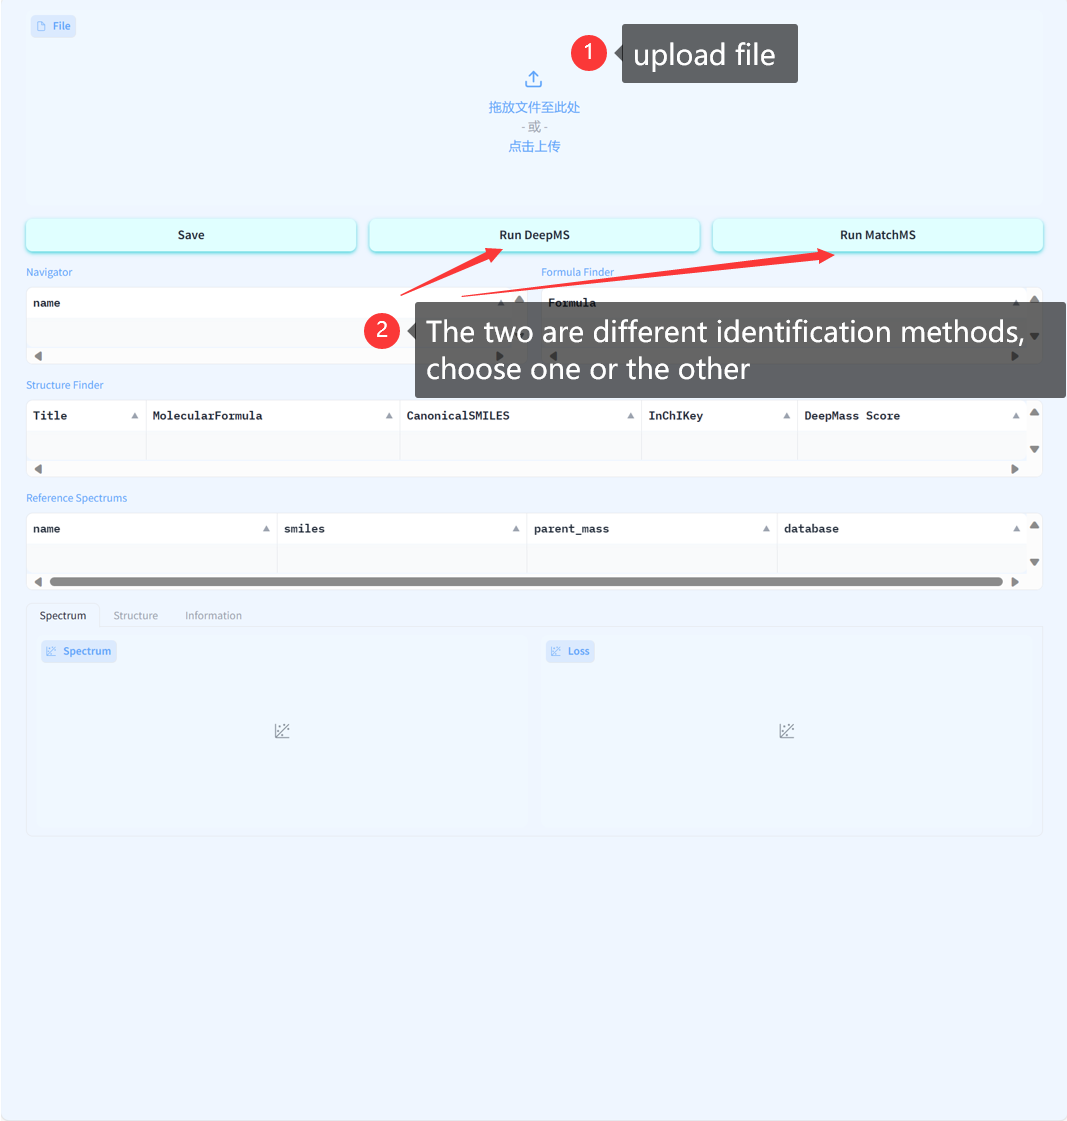 File
1
upload file
拖放文件至此处
- 或 -
点击上传
Save
Run DeepMS
Run MatchMS
Navigator
Formula Finder
name
Formula
2
The two are different identification methods,
choose one or the other
Structure Finder
Title
MolecularFormula
CanonicalSMILES
InChIKey
DeepMass Score
Reference Spectrums
name
smiles
parent_mass
database
Spectrum
Structure
Information
Spectrum
Loss